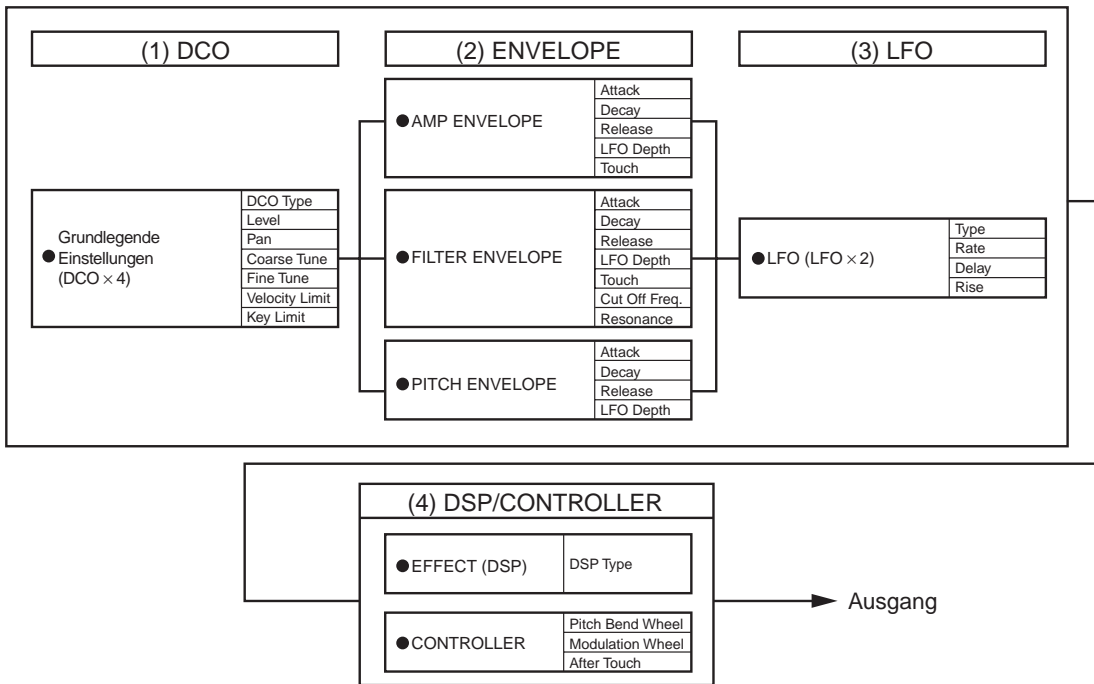 (1) DCO
(2) ENVELOPE
(3) LFO
● Grundlegende
Einstellungen
(DCO × 4)
DCO Type
Level
Pan
Coarse Tune
Fine Tune
Velocity Limit
Key Limit
● AMP ENVELOPE
Attack
Decay
Release
LFO Depth
Touch
● FILTER ENVELOPE
Attack
Decay
Release
LFO Depth
Touch
Cut Off Freq.
Resonance
● PITCH ENVELOPE
Attack
Decay
Release
LFO Depth
● LFO (LFO × 2)
Type
Rate
Delay
Rise
(4) DSP/CONTROLLER
● EFFECT (DSP)
DSP Type
● CONTROLLER
Pitch Bend Wheel
Modulation Wheel
After Touch
Ausgang